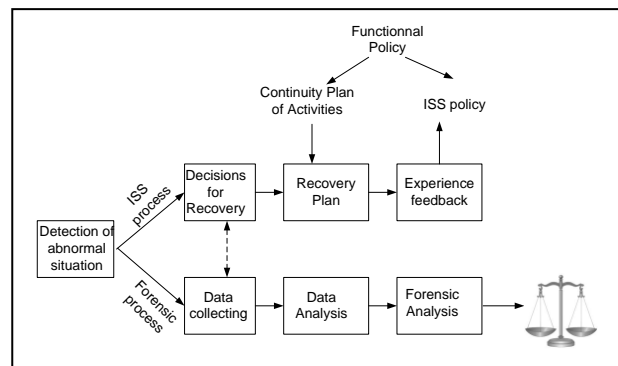 Functionnal
Policy
Continuity Plan
of Activities
ISS policy
ISS
process
Decisions
for
Recovery
Recovery
Plan
Experience
feedback
Detection of
abnormal
situation
Forensic
process
Data
collecting
Data
Analysis
Forensic
Analysis